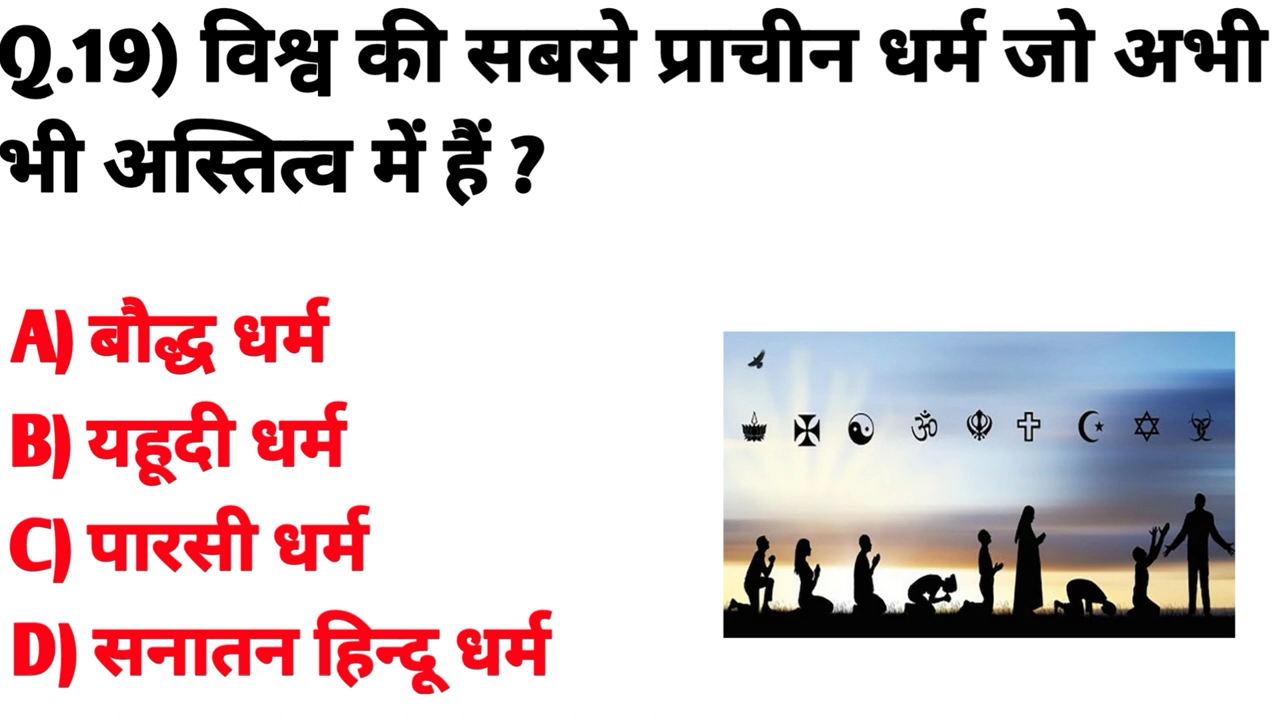 Q.19) विश्व की सबसे प्राचीन धर्म जो अभी
भी अस्तित्व में हैं ?
A) बौद्ध धर्म
B) यहूदी धर्म
C) पारसी धर्म
D) सनातन हिन्दू धर्म